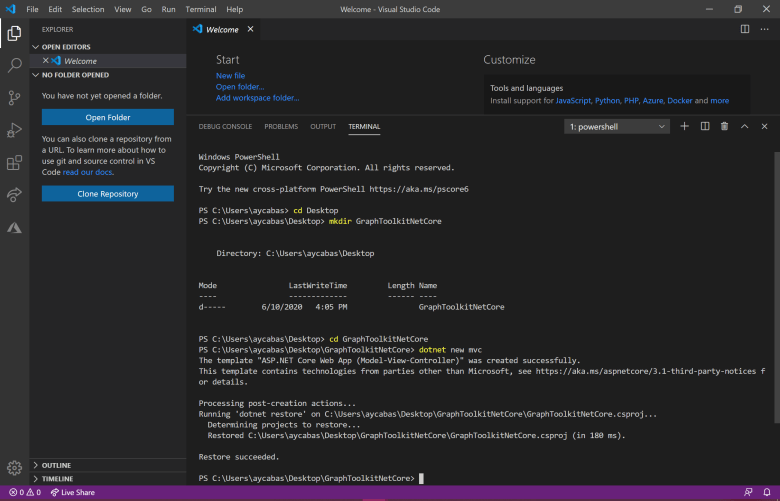 File Edit Selection View Go Run Terminal Help
Welcome - Visual Studio Code
EXPLORER
OPEN EDITORS
Welcome
NO FOLDER OPENED
You have not yet opened a folder.
Open Folder
You can also clone a repository from
a URL. To learn more about how to
use git and source control in VS
Code read our docs.
Clone Repository
OUTLINE
TIMELINE
Welcome
Start
New file
Open folder...
Add workspace folder...
Customize
Tools and languages
Install support for JavaScript, Python, PHP, Azure, Docker and more
DEBUG CONSOLE PROBLEMS OUTPUT TERMINAL
1: powershell
Windows PowerShell
Copyright (C) Microsoft Corporation. All rights reserved.
Try the new cross-platform PowerShell https://aka.ms/pscore6
PS C:\Users\aycabas> cd Desktop
PS C:\Users\aycabas\Desktop> mkdir GraphToolkitNetCore
Directory: C:\Users\aycabas\Desktop
Mode LastWriteTime Length Name
---- ------------- ------ ----
d----- 6/10/2020 4:05 PM GraphToolkitNetCore
PS C:\Users\aycabas\Desktop> cd GraphToolkitNetCore
PS C:\Users\aycabas\Desktop\GraphToolkitNetCore> dotnet new mvc
The template "ASP.NET Core Web App (Model-View-Controller)" was created successfully.
This template contains technologies from parties other than Microsoft, see https://aka.ms/aspnetcore/3.1-third-party-notices f
or details.
Processing post-creation actions...
Running 'dotnet restore' on C:\Users\aycabas\Desktop\GraphToolkitNetCore\GraphToolkitNetCore.csproj...
Determining projects to restore...
Restored C:\Users\aycabas\Desktop\GraphToolkitNetCore\GraphToolkitNetCore.csproj (in 180 ms).
Restore succeeded.
PS C:\Users\aycabas\Desktop\GraphToolkitNetCore>
0 0 Live Share